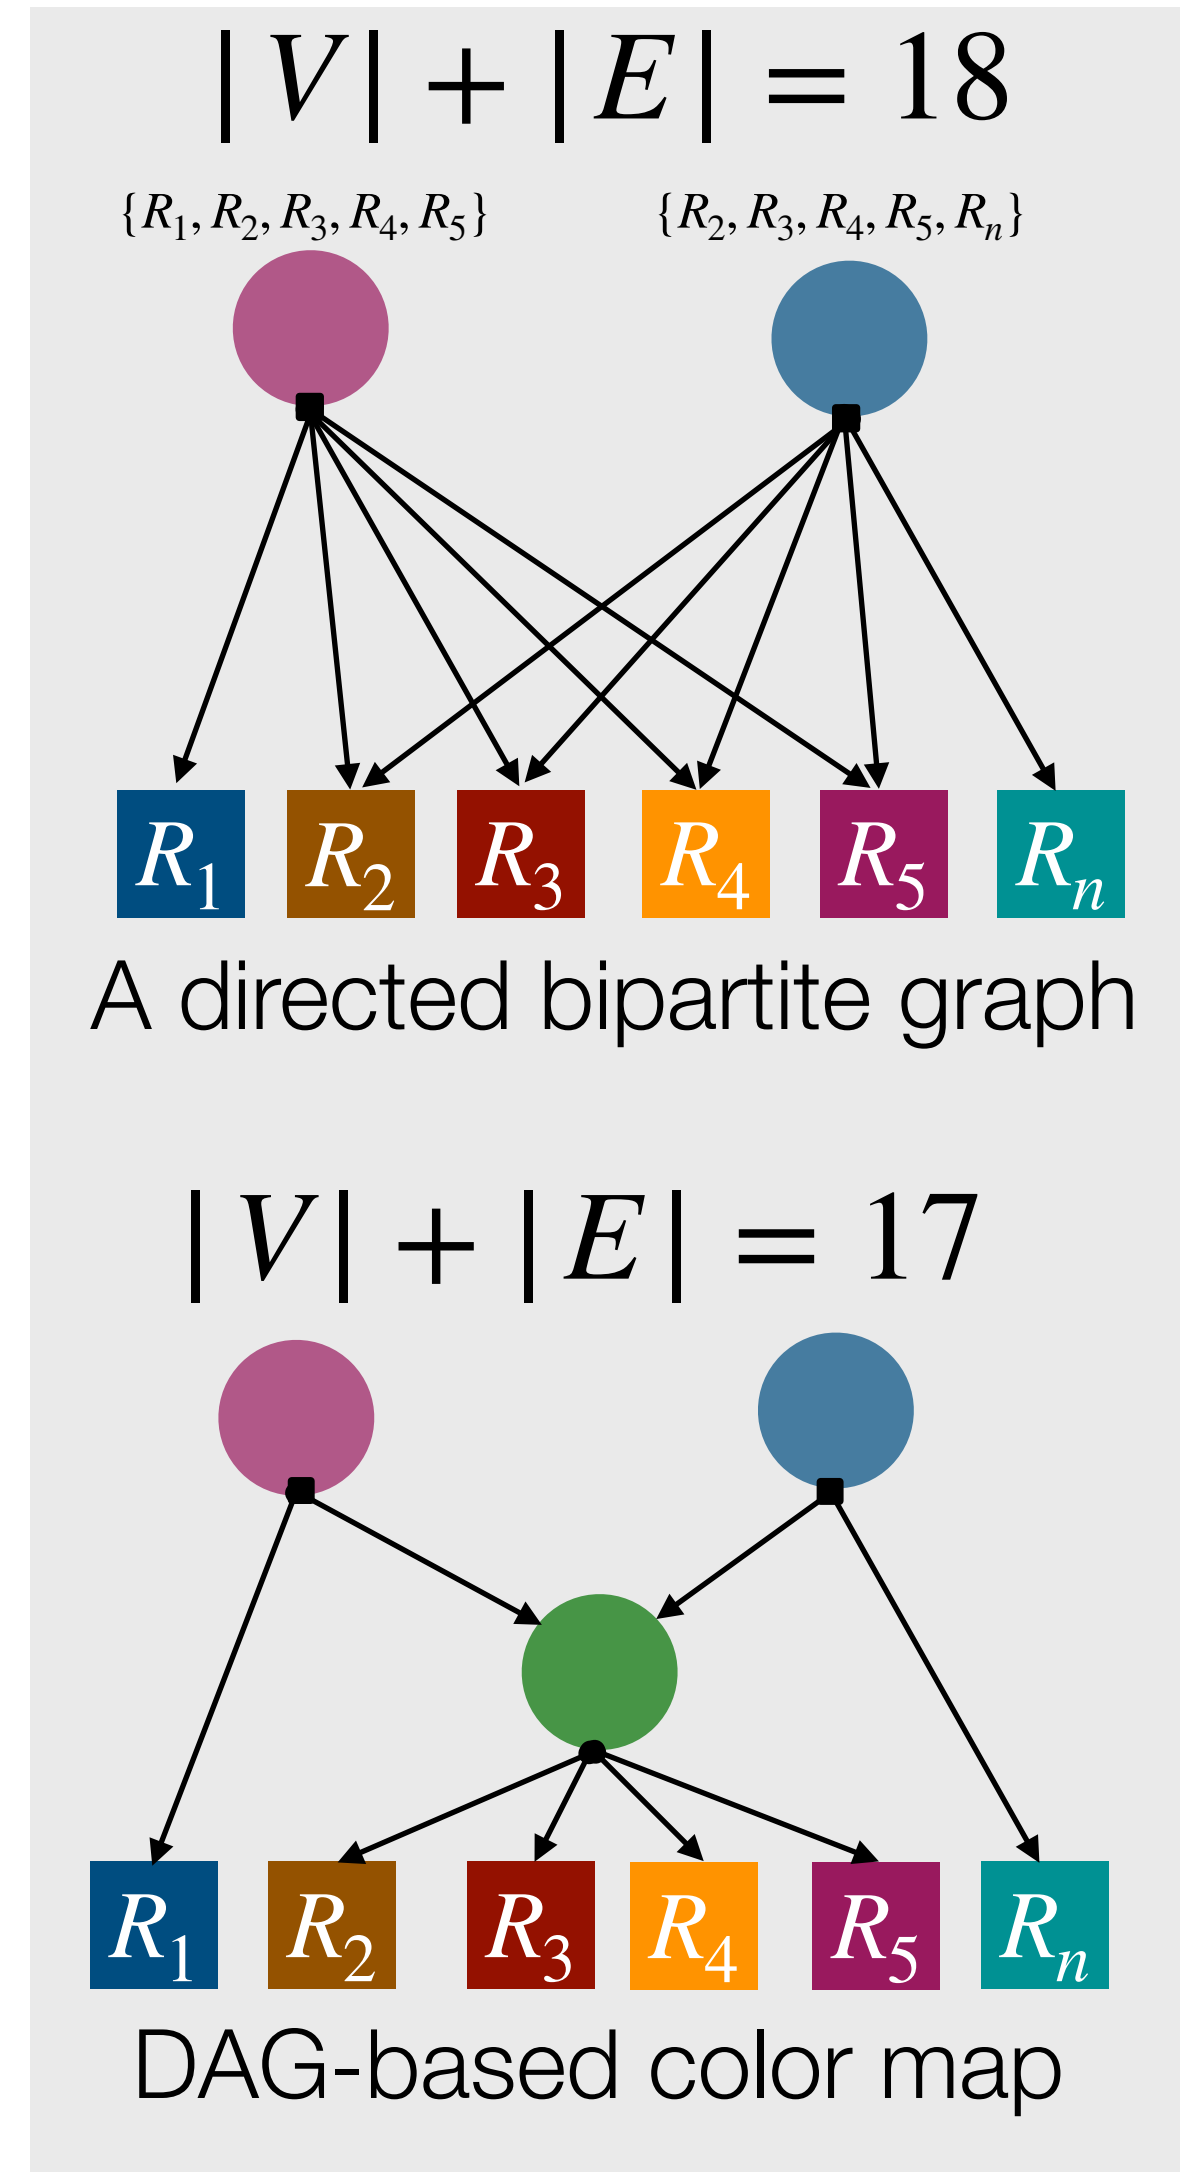 |V| + |E| = 18
{R₁, R₂, R₃, R₄, R₅} {R₂, R₃, R₄, R₅, Rₙ}
R₁ R₂ R₃ R₄ R₅ Rₙ
A directed bipartite graph
|V| + |E| = 17
R₁ R₂ R₃ R₄ R₅ Rₙ
DAG-based color map